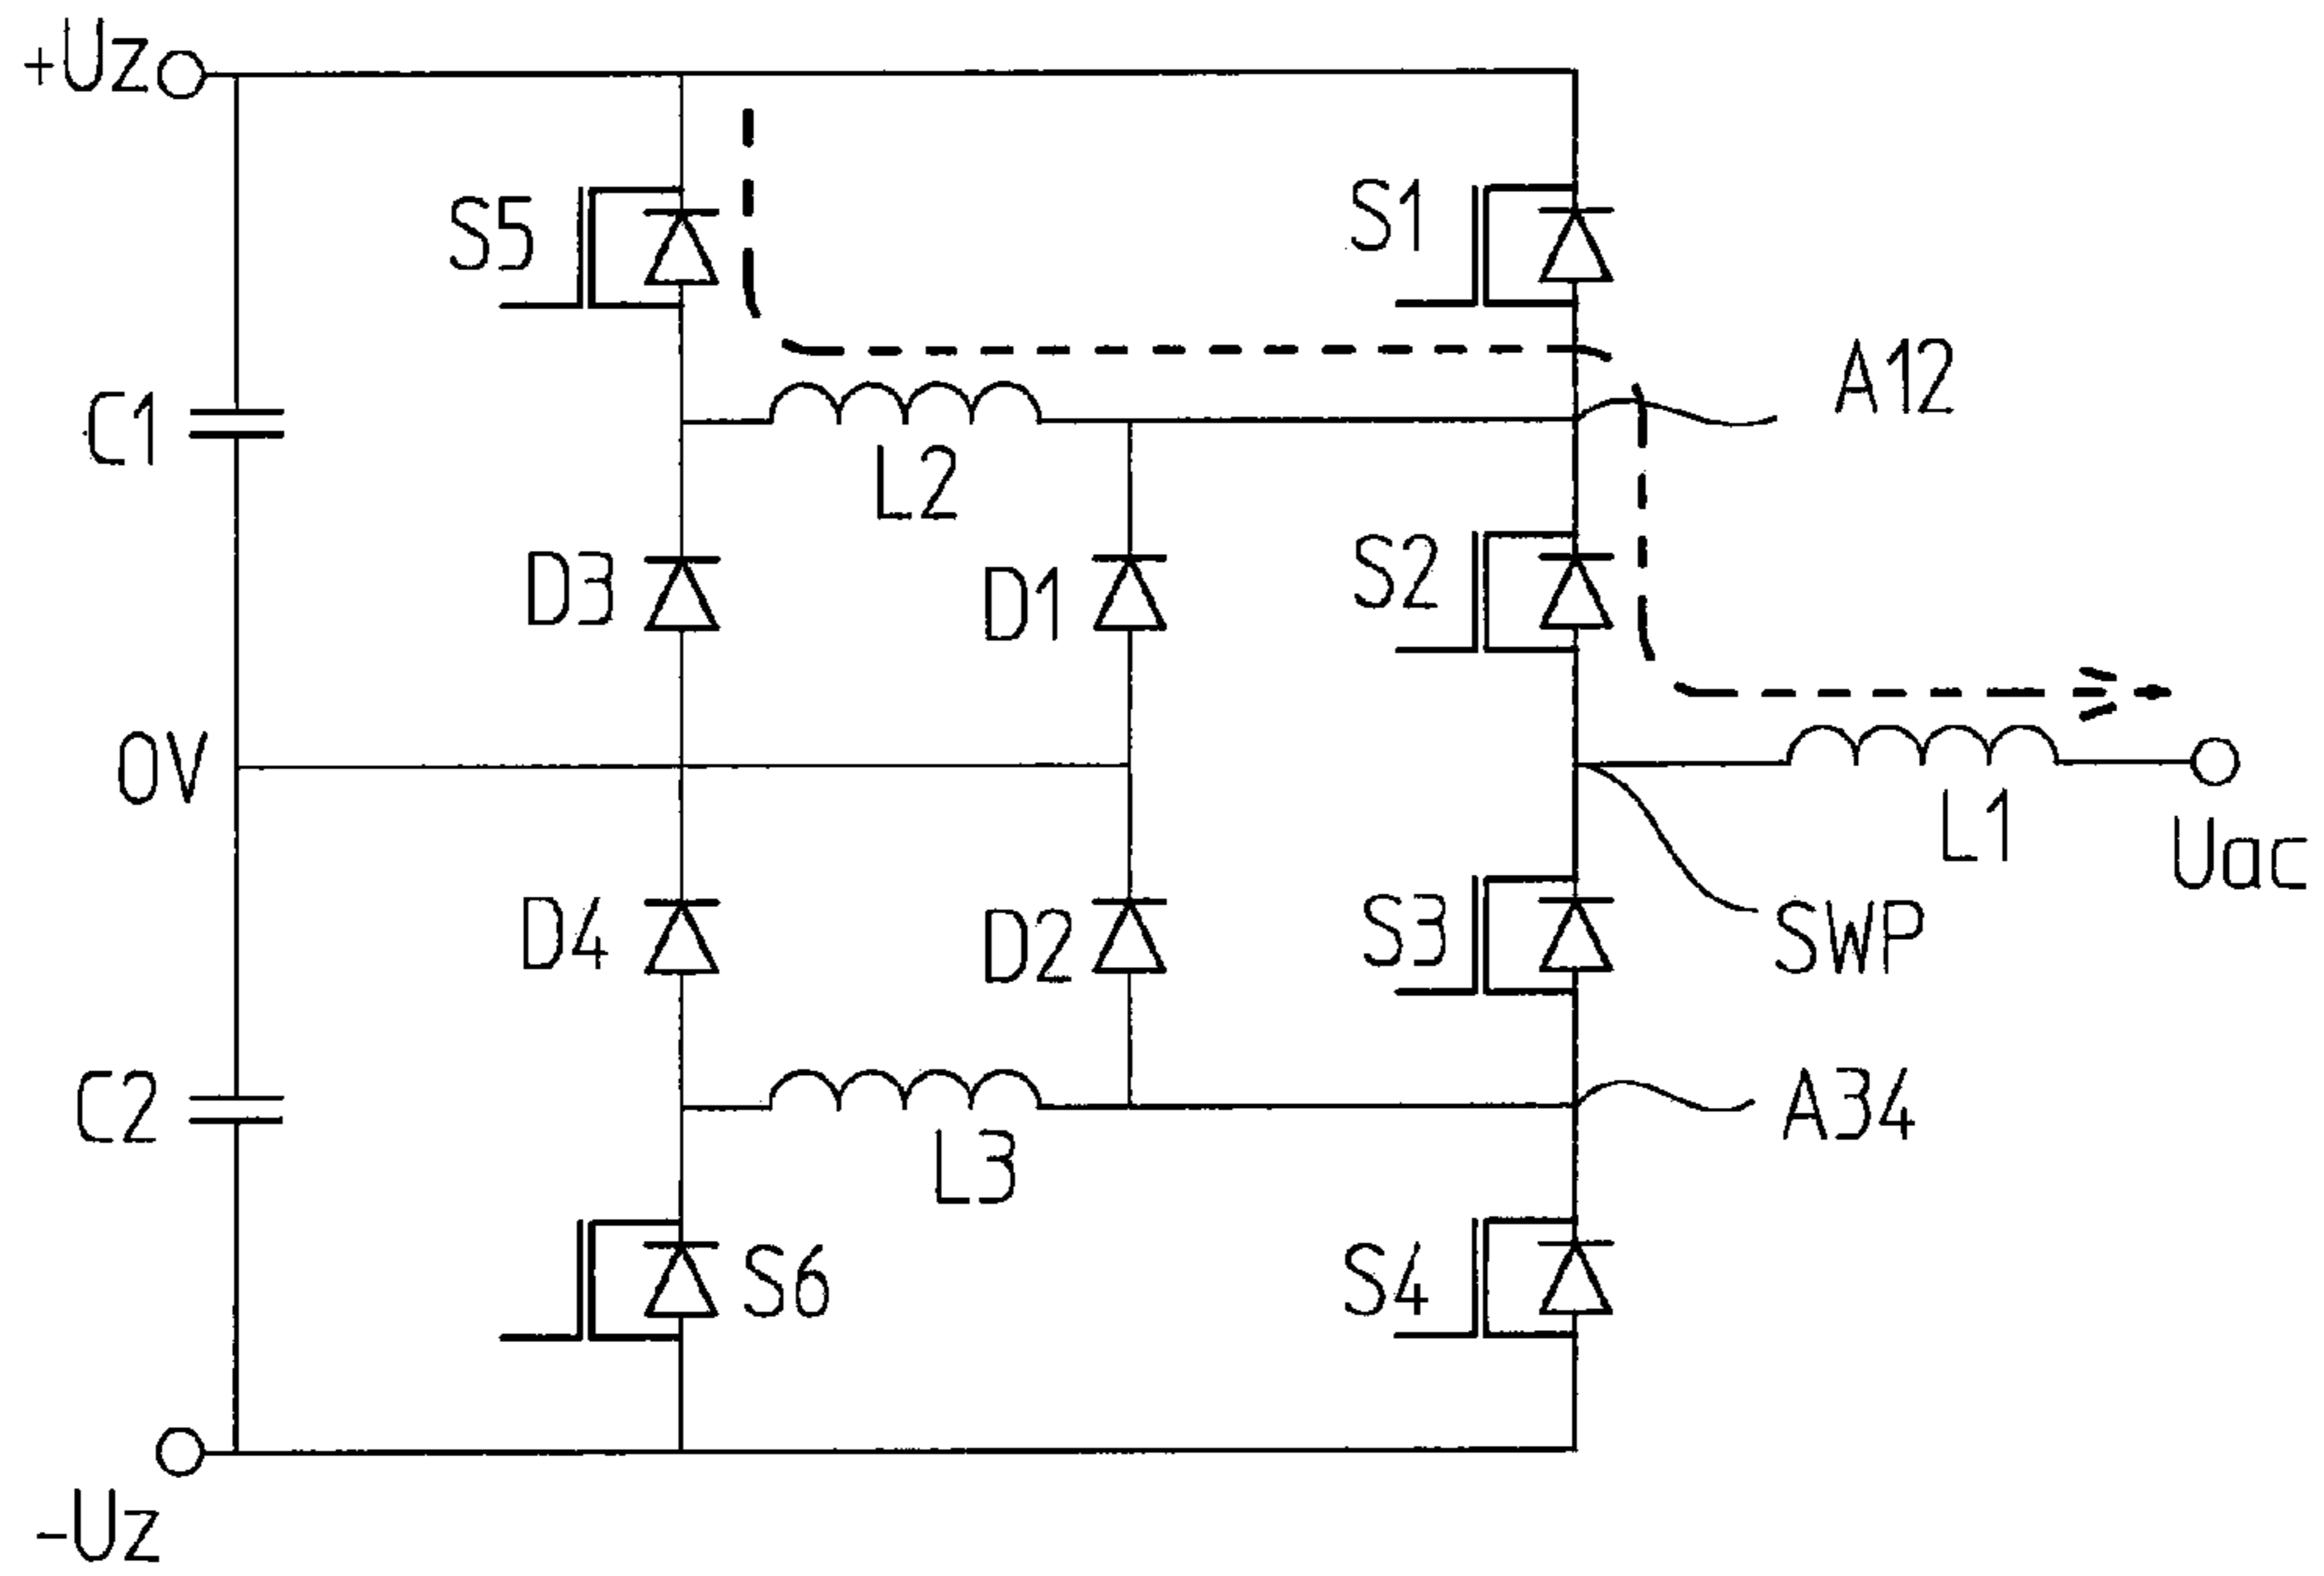 +Uz
S5
S1
A12
C1
L2
S2
D3
D1
0V
L1
Uac
S3
SWP
D4
D2
C2
A34
L3
S6
S4
-Uz